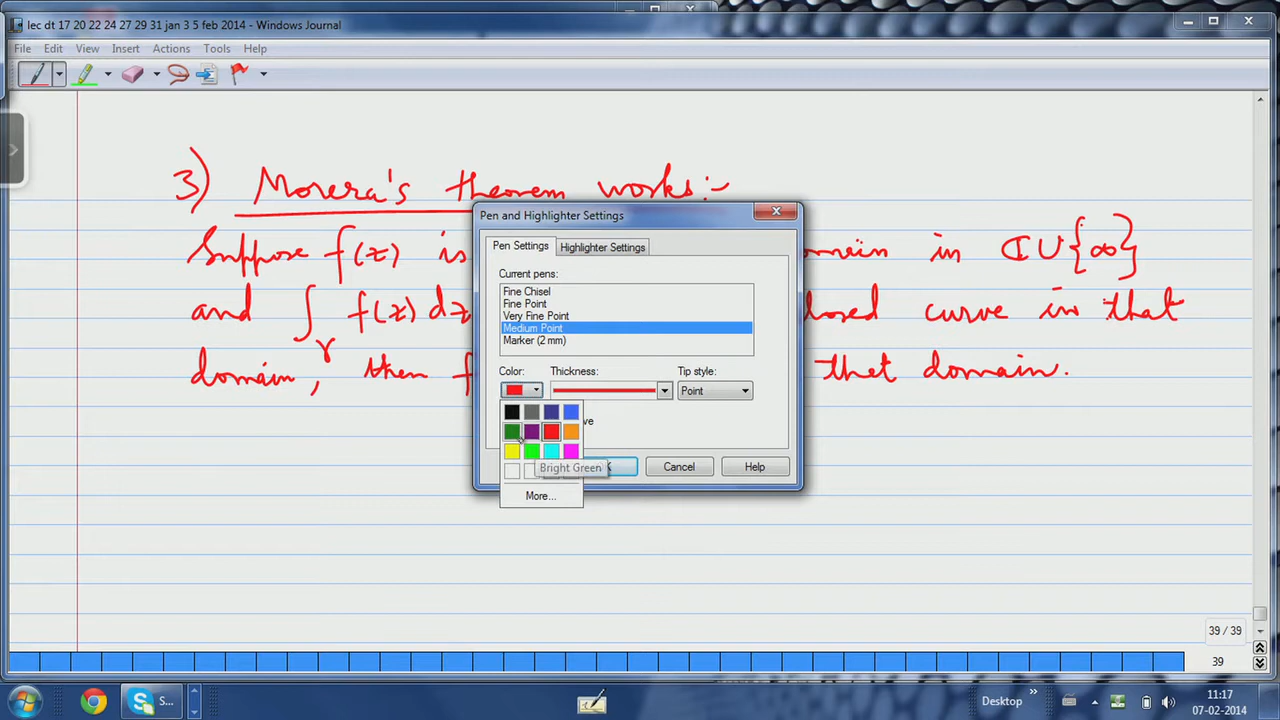 lec dt 17 20 22 24 27 29 31 jan 3 5 feb 2014 - Windows Journal
File Edit View Insert Actions Tools Help
3) Morera's theorem works:-
Suppose f(z) is
omain in ℂ∪{∞}
and ∫γ f(z)dz
losed curve in that
domain, then f
that domain.
Pen and Highlighter Settings
Pen Settings Highlighter Settings
Current pens:
Fine Chisel
Fine Point
Very Fine Point
Medium Point
Marker (2 mm)
Color: Thickness: Tip style:
Point
ve
Bright Green
K Cancel Help
More...
39 / 39
39
S...
Desktop
11:17
07-02-2014